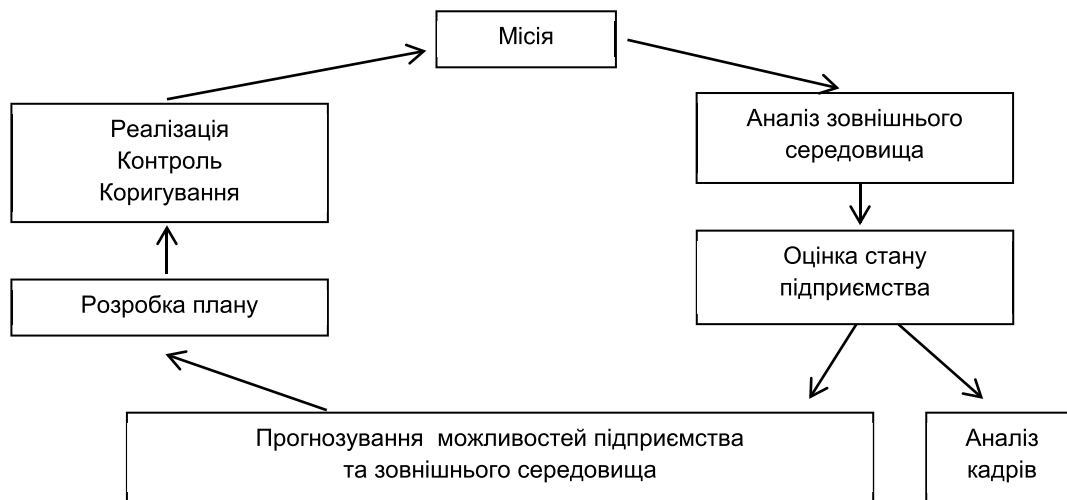 Місія
Аналіз зовнішнього
середовища
Оцінка стану
підприємства
Прогнозування можливостей підприємства
та зовнішнього середовища
Аналіз
кадрів
Розробка плану
Реалізація
Контроль
Коригування